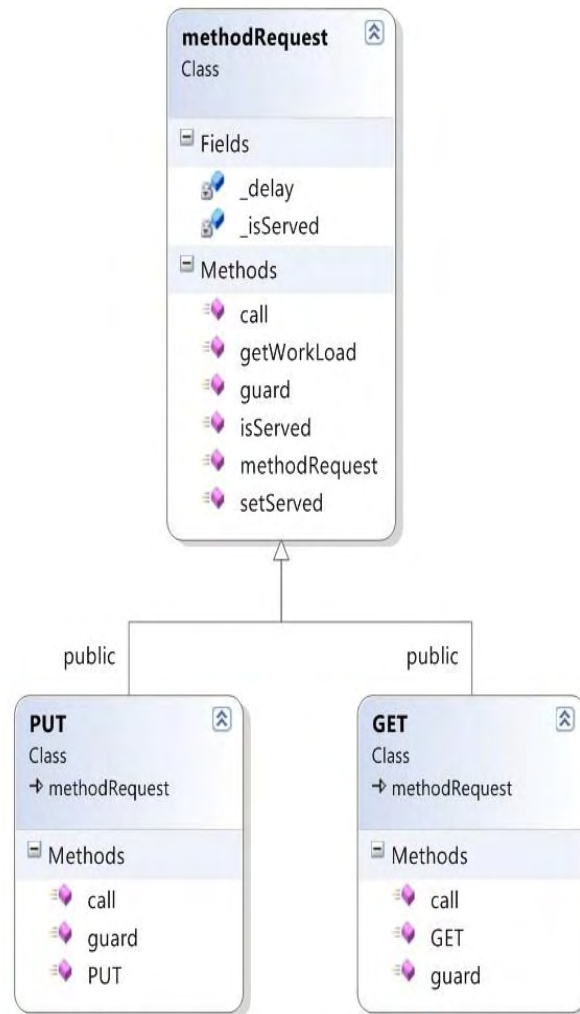 methodRequest
Class
Fields
_delay
_isServed
Methods
call
getWorkLoad
guard
isServed
methodRequest
setServed
public
public
PUT
Class
methodRequest
Methods
call
guard
PUT
GET
Class
methodRequest
Methods
call
GET
guard